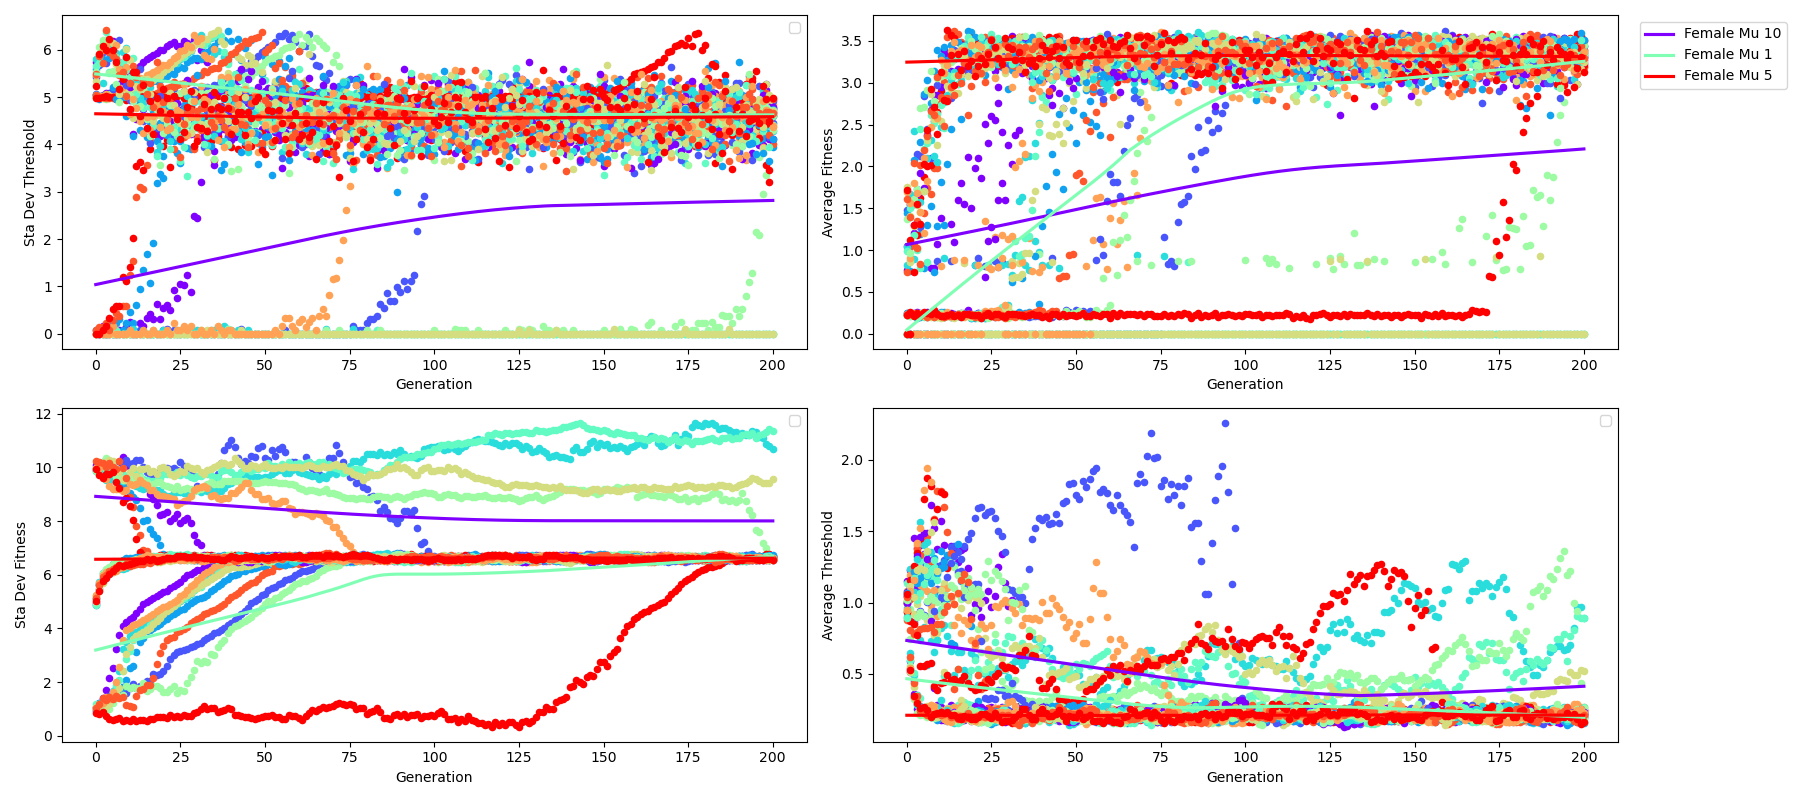 Sta Dev Threshold
6
5
4
3
2
1
0
0 25 50 75 100 125 150 175 200
Generation
Average Fitness
3.5
3.0
2.5
2.0
1.5
1.0
0.5
0.0
0 25 50 75 100 125 150 175 200
Generation
Female Mu 10
Female Mu 1
Female Mu 5
Sta Dev Fitness
12
10
8
6
4
2
0
0 25 50 75 100 125 150 175 200
Generation
Average Threshold
2.0
1.5
1.0
0.5
0 25 50 75 100 125 150 175 200
Generation